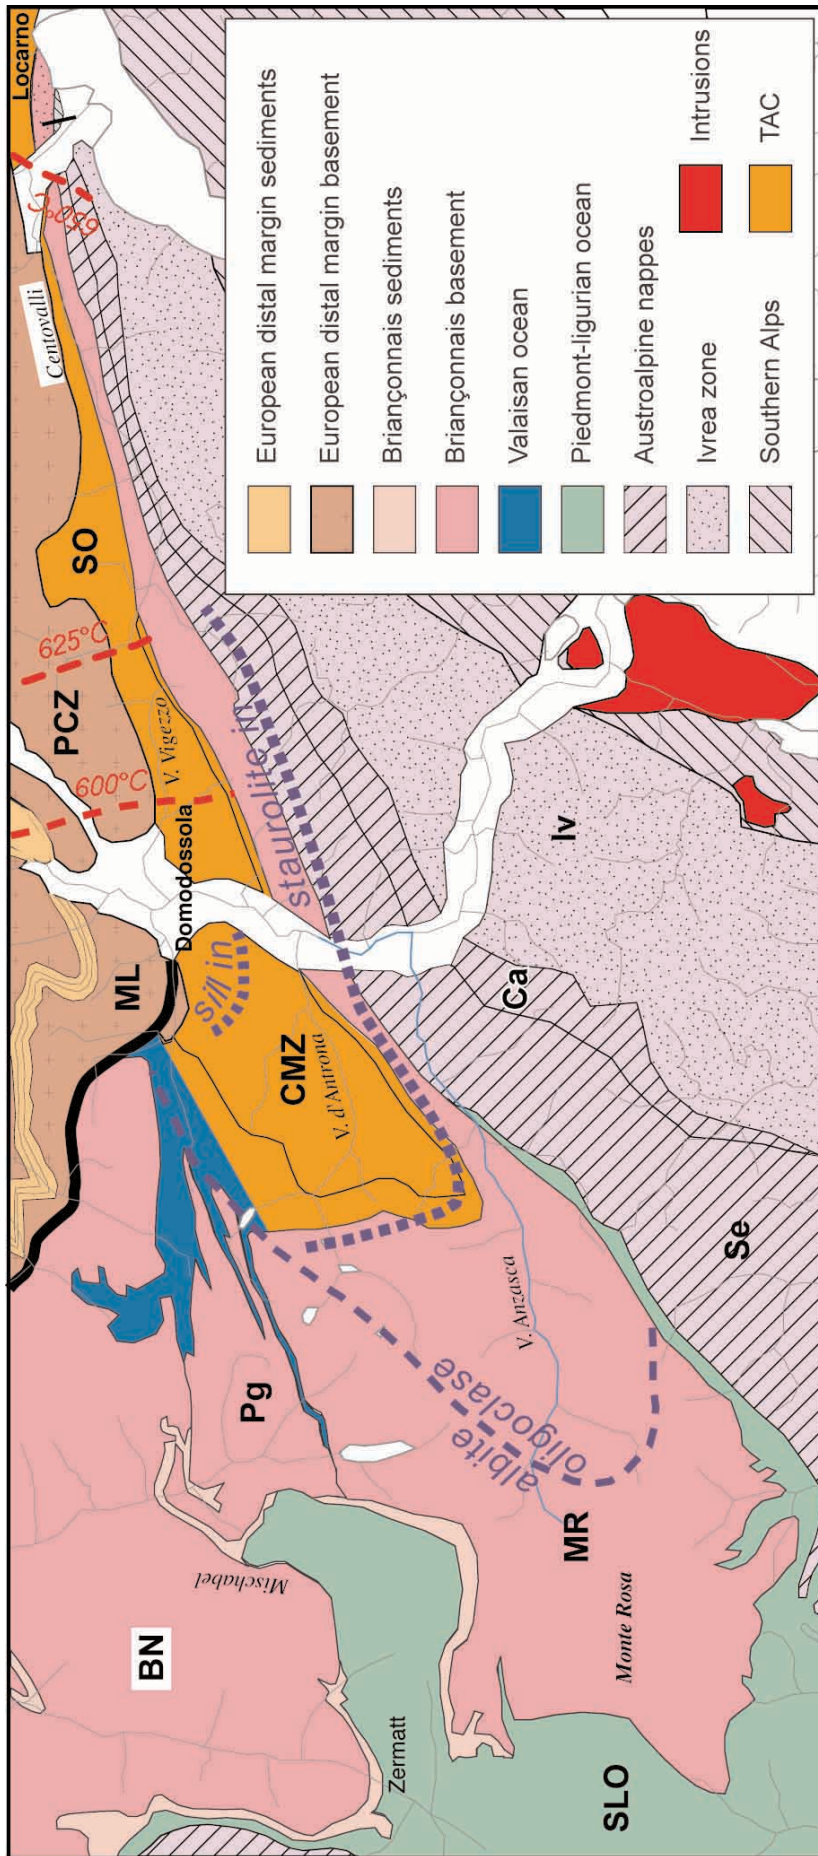 Locarno
650°C
Centovalli
SO
625°C
PCZ
V. Vigezzo
600°C
Domodossola
ML
sill in
staurolite in
CMZ
V. d'Antrona
Ca
Iv
Se
V. Anzasca
Pg
albite
oligoclase
MR
Monte Rosa
Mischabel
BN
Zermatt
SLO
European distal margin sediments
European distal margin basement
Briançonnais sediments
Briançonnais basement
Valaisan ocean
Piedmont-ligurian ocean
Austroalpine nappes
Ivrea zone
Southern Alps
Intrusions
TAC